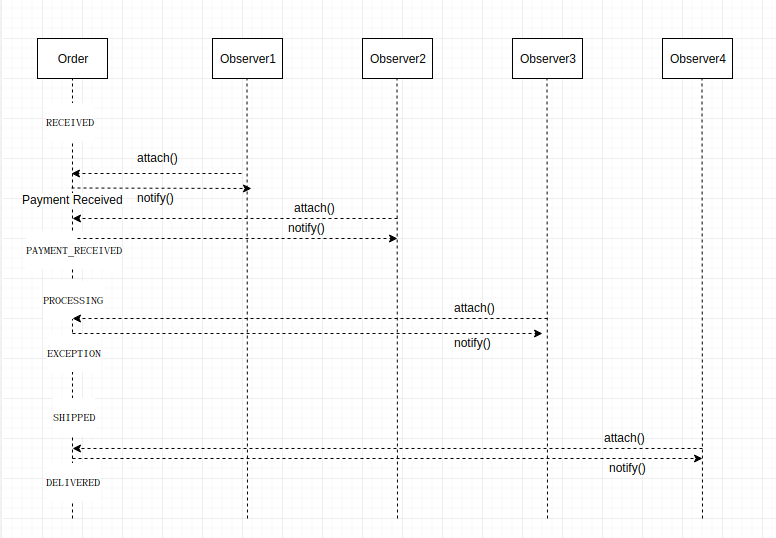 Order
Observer1
Observer2
Observer3
Observer4
RECEIVED
attach()
notify()
Payment Received
attach()
notify()
PAYMENT_RECEIVED
PROCESSING
attach()
notify()
EXCEPTION
SHIPPED
attach()
notify()
DELIVERED